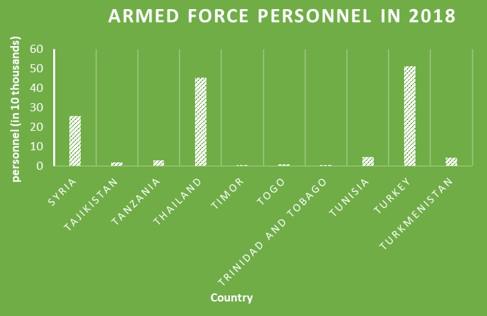 ARMED FORCE PERSONNEL IN 2018
personnel (in 10 thousands)
60
50
40
30
20
10
0
SYRIA
TAJIKISTAN
TANZANIA
THAILAND
TIMOR
TOGO
TRINIDAD AND TOBAGO
TUNISIA
TURKEY
TURKMENISTAN
Country